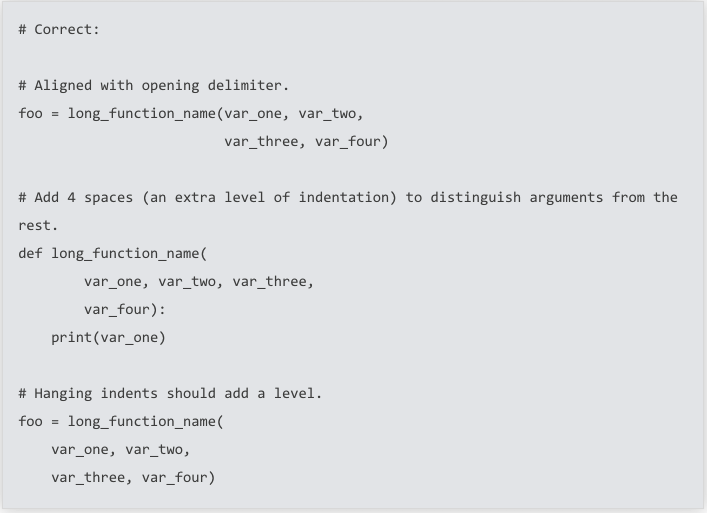 # Correct:

# Aligned with opening delimiter.
foo = long_function_name(var_one, var_two,
                         var_three, var_four)

# Add 4 spaces (an extra level of indentation) to distinguish arguments from the
rest.
def long_function_name(
        var_one, var_two, var_three,
        var_four):
    print(var_one)

# Hanging indents should add a level.
foo = long_function_name(
    var_one, var_two,
    var_three, var_four)